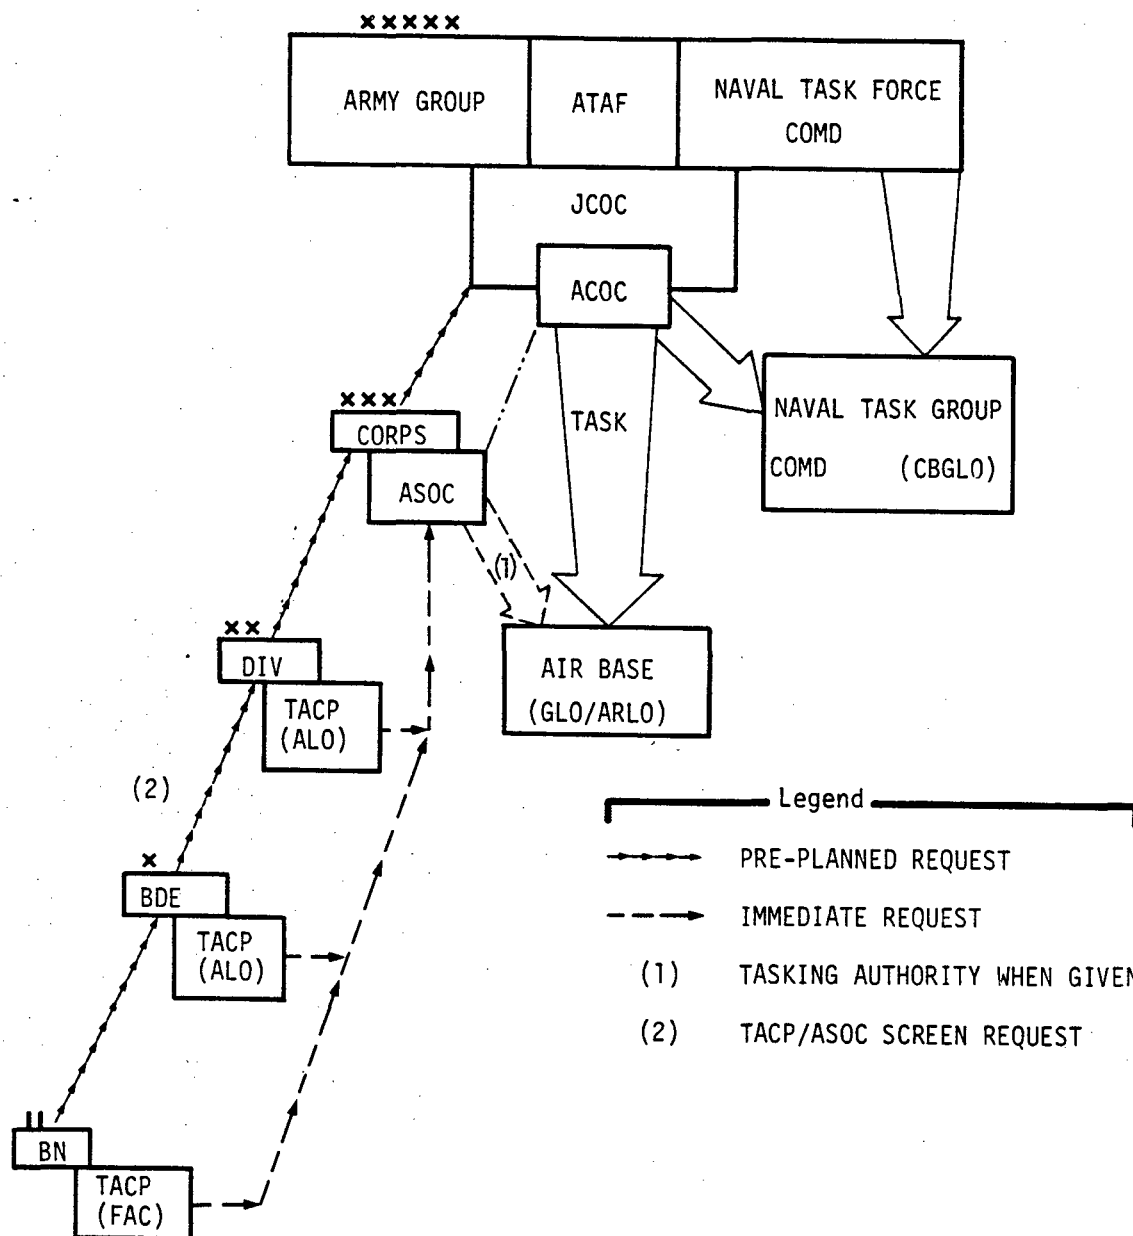 ×××××
ARMY GROUP
ATAF
NAVAL TASK FORCE
COMD
JCOC
ACOC
×××
CORPS
ASOC
TASK
NAVAL TASK GROUP
COMD (CBGLO)
(1)
××
DIV
TACP
(ALO)
AIR BASE
(GLO/ARLO)
(2)
×
BDE
TACP
(ALO)
Legend
PRE-PLANNED REQUEST
IMMEDIATE REQUEST
(1) TASKING AUTHORITY WHEN GIVEN
(2) TACP/ASOC SCREEN REQUEST
II
BN
TACP
(FAC)